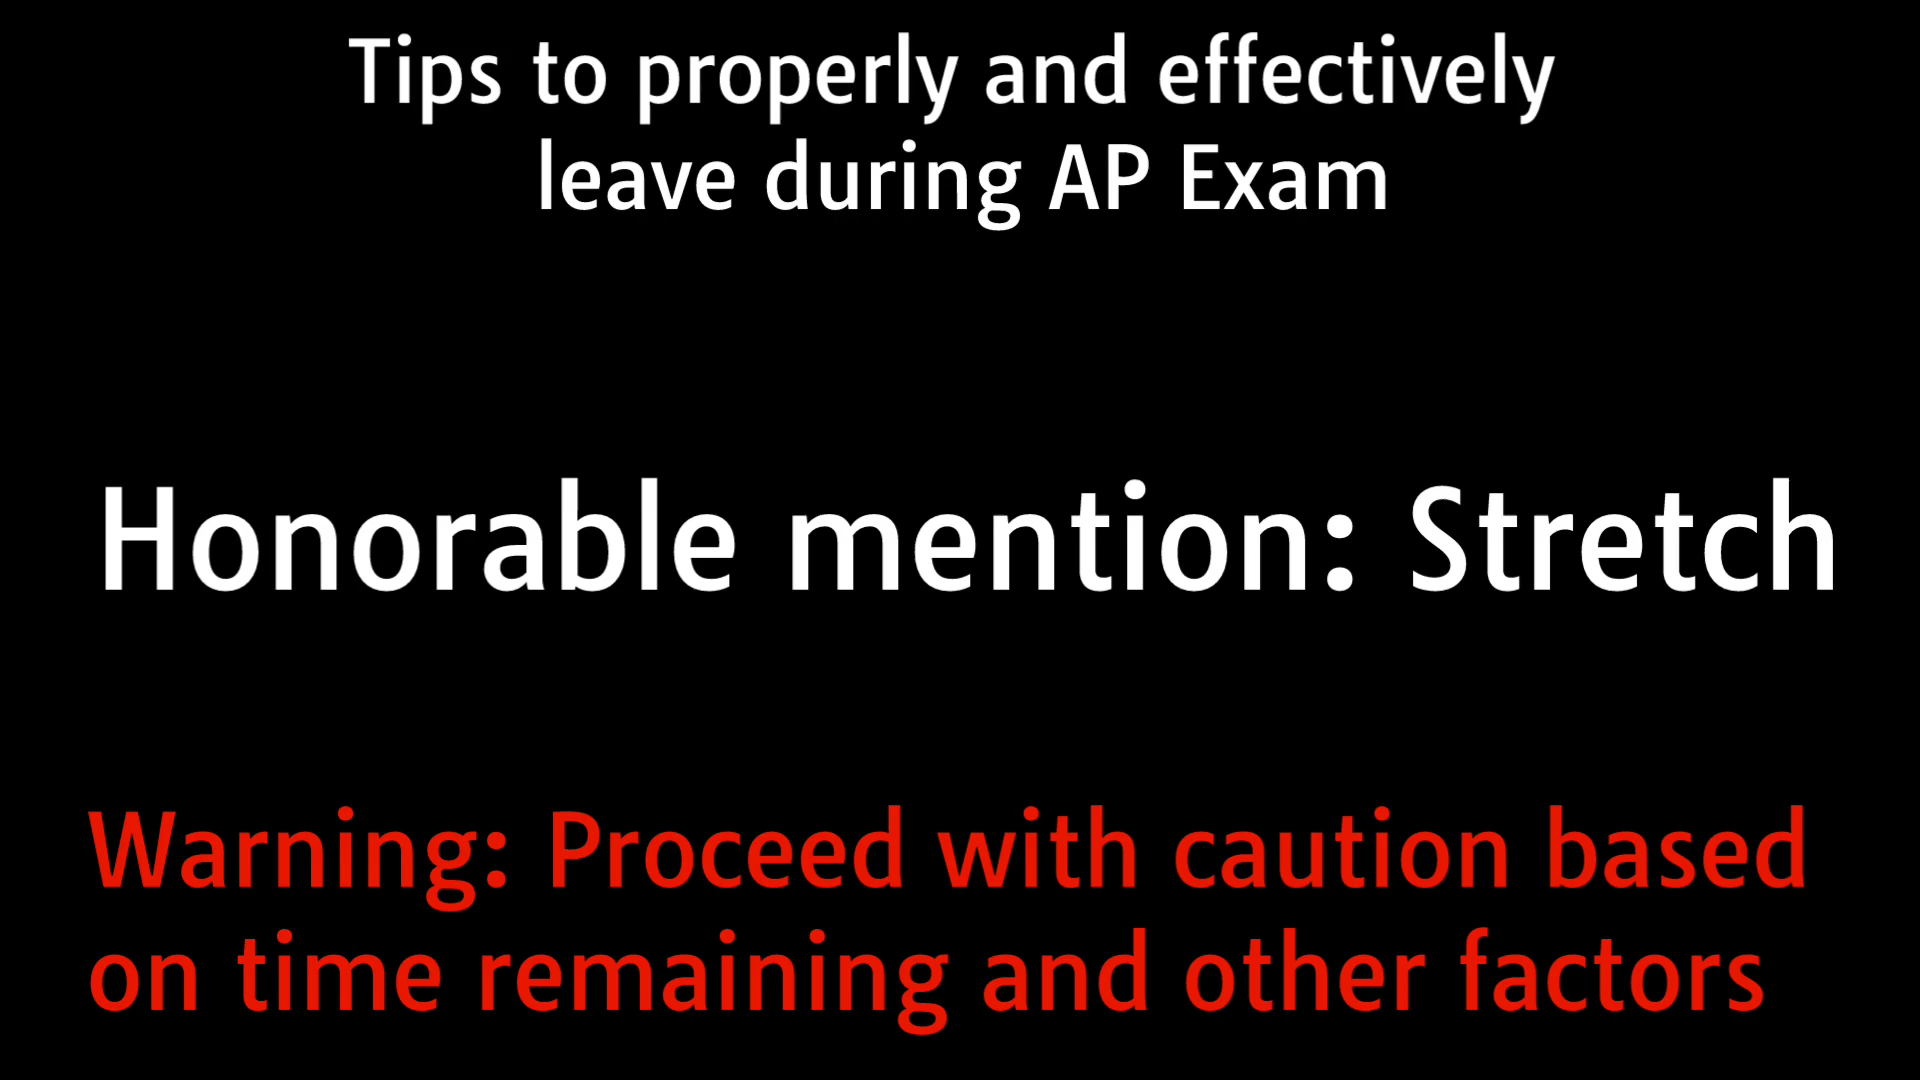 Tips to properly and effectively
leave during AP Exam
Honorable mention: Stretch
Warning: Proceed with caution based
on time remaining and other factors